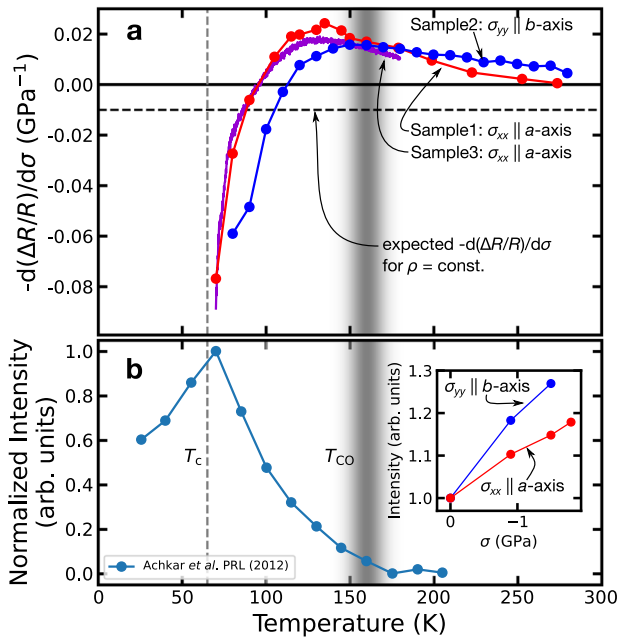 a
Sample2: σyy || b-axis
0.02
0.00
−0.02
−0.04
−0.06
−0.08
-d(ΔR/R)/dσ (GPa−1)
Sample1: σxx || a-axis
Sample3: σxx || a-axis
expected -d(ΔR/R)/dσ
for ρ = const.
b
1.0
0.8
0.6
0.4
0.2
0.0
Normalized Intensity
(arb. units)
Tc
TCO
Achkar et al. PRL (2012)
Intensity (arb. units)
1.3
1.2
1.1
1.0
σyy || b-axis
σxx || a-axis
0
−1
σ (GPa)
0
50
100
150
200
250
300
Temperature (K)